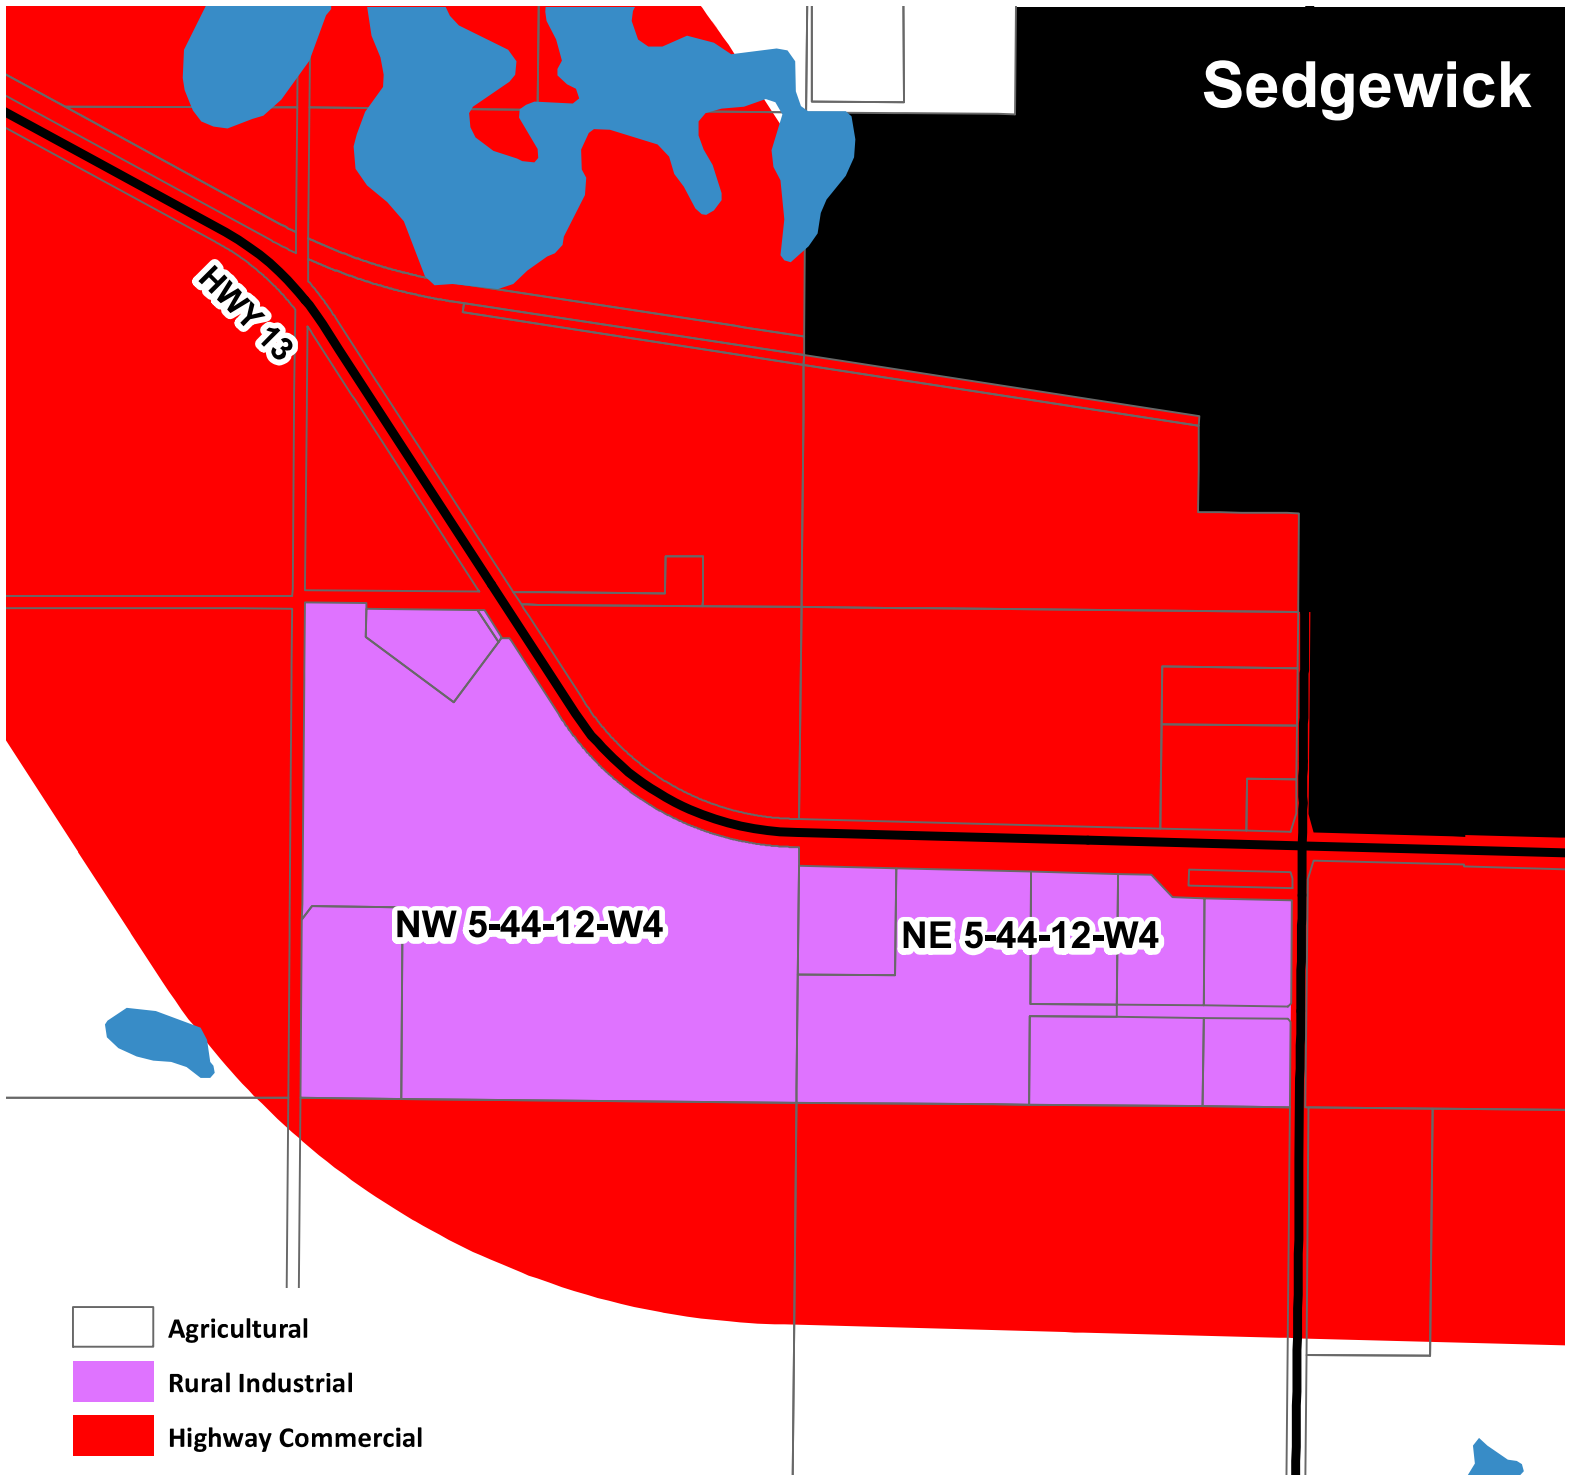 Sedgewick
HWY 13
NW 5-44-12-W4
NE 5-44-12-W4
Agricultural
Rural Industrial
Highway Commercial